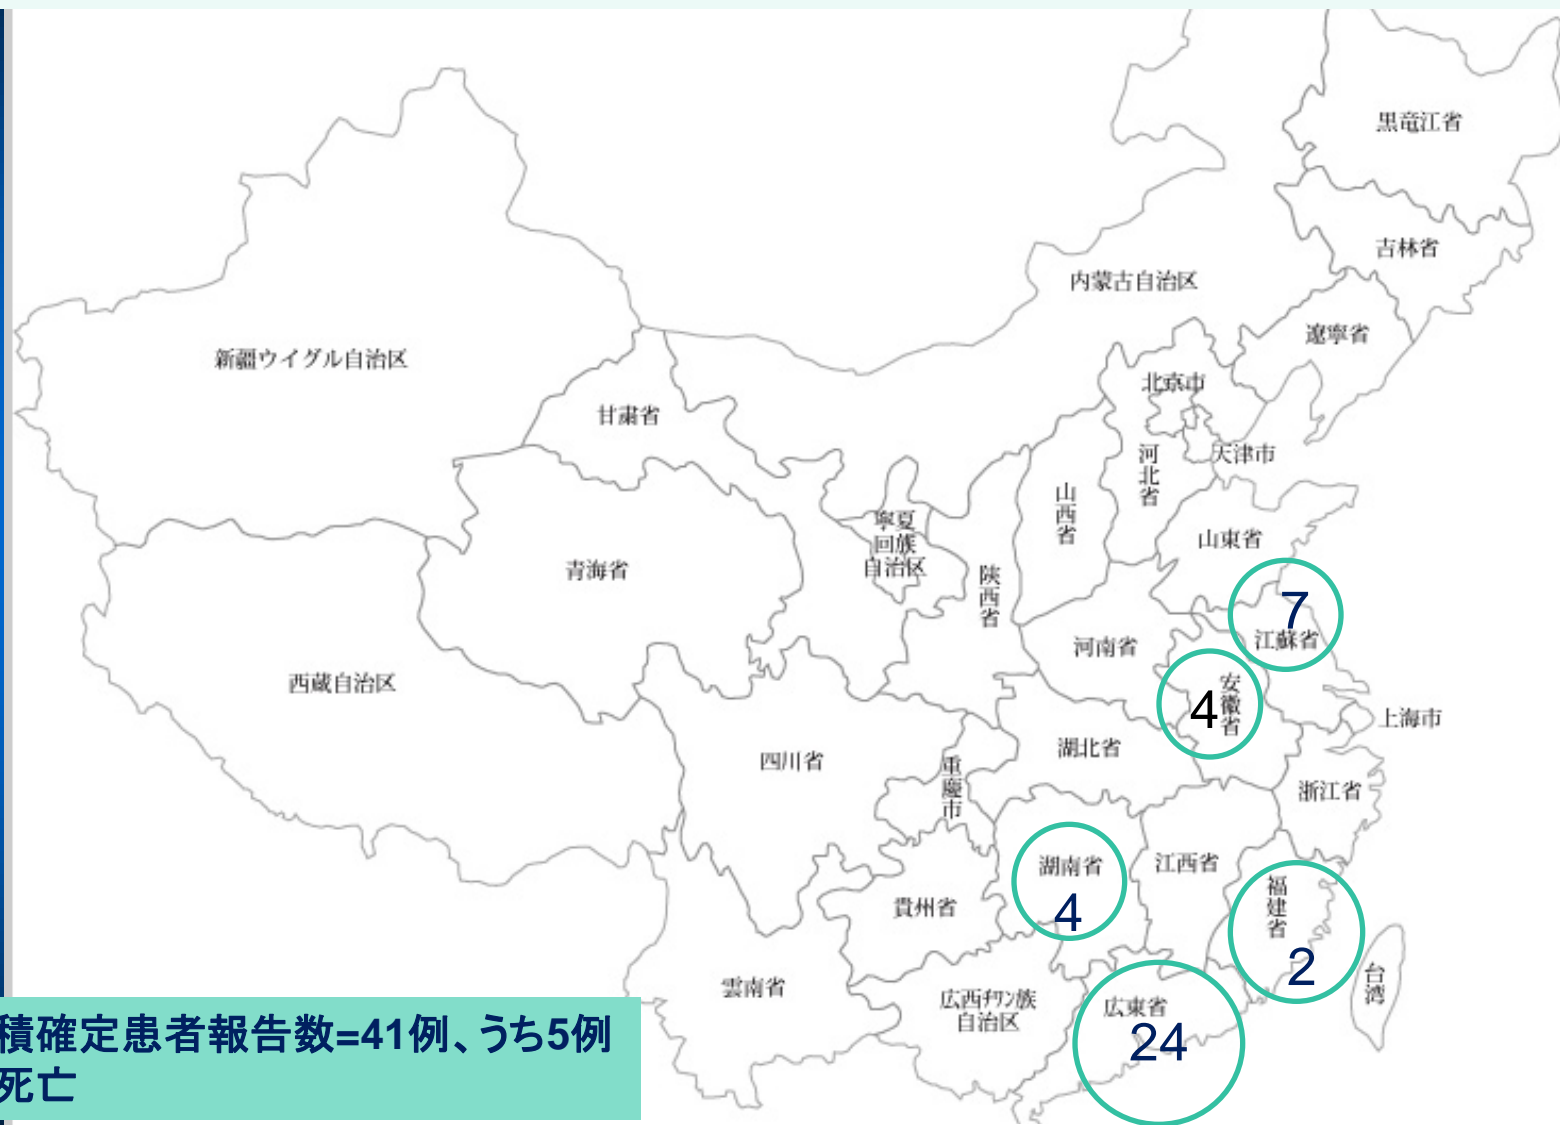 黒竜江省
吉林省
内蒙古自治区
遼寧省
新疆ウイグル自治区
北京市
甘粛省
河北省
天津市
山西省
寧夏
回族
自治区
山東省
青海省
陝西省
7
江蘇省
河南省
西蔵自治区
安徽省
4
上海市
湖北省
四川省
重慶市
浙江省
湖南省
4
江西省
貴州省
福建省
2
雲南省
台湾
広西チワン族
自治区
広東省
24
積確定患者報告数=41例、うち5例
死亡